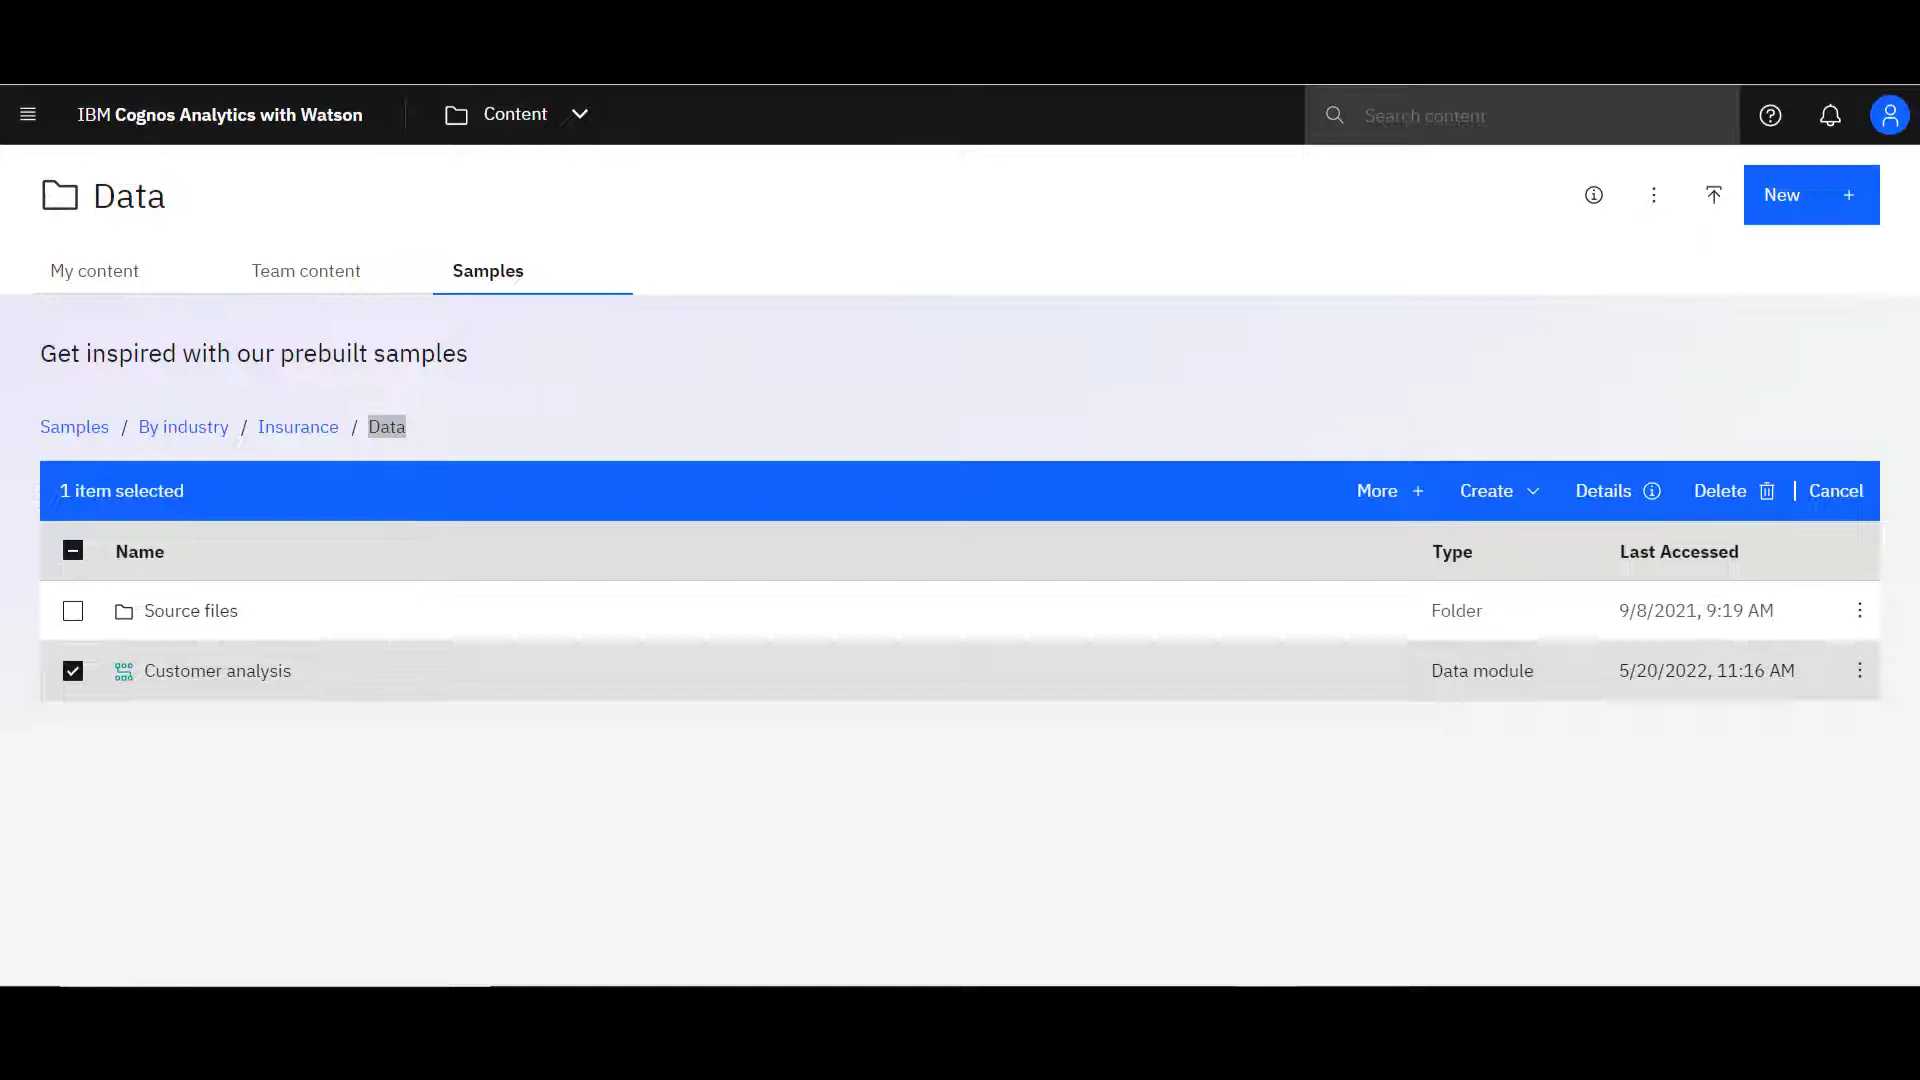 IBM Cognos Analytics with Watson
Content
Search content
Data
New +
My content
Team content
Samples
Get inspired with our prebuilt samples
Samples / By industry / Insurance / Data
1 item selected
More +
Create
Details
Delete
Cancel
Name
Type
Last Accessed
Source files
Folder
9/8/2021, 9:19 AM
Customer analysis
Data module
5/20/2022, 11:16 AM